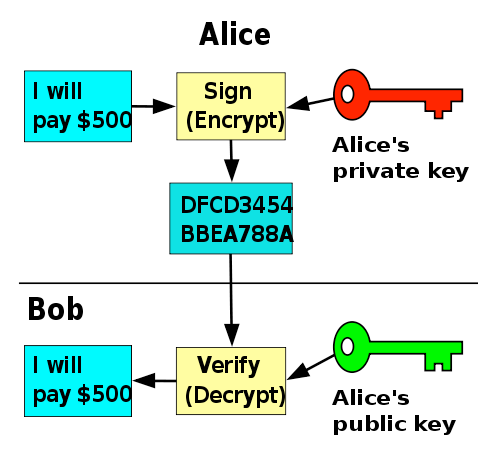 Alice
I will
pay $500
Sign
(Encrypt)
Alice's
private key
DFCD3454
BBEA788A
Bob
I will
pay $500
Verify
(Decrypt)
Alice's
public key